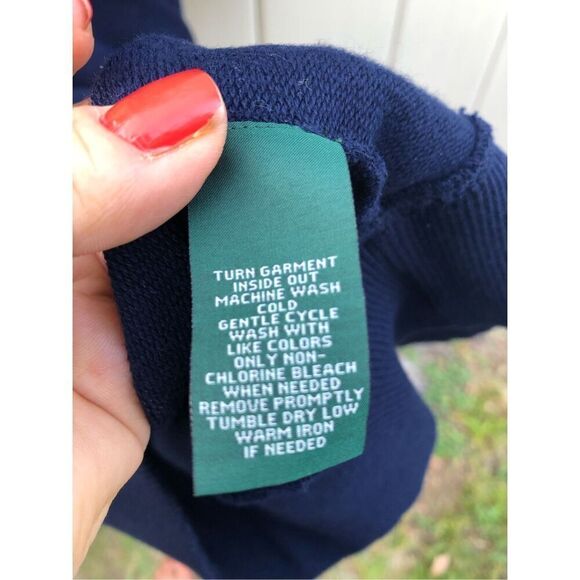 TURN GARMENT
INSIDE OUT
MACHINE WASH
COLD
GENTLE CYCLE
WASH WITH
LIKE COLORS
ONLY NON-
CHLORINE BLEACH
WHEN NEEDED
REMOVE PROMPTLY
TUMBLE DRY LOW
WARM IRON
IF NEEDED